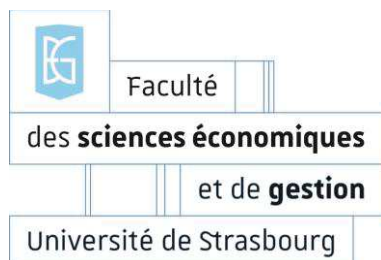 Faculté
des sciences économiques
et de gestion
Université de Strasbourg